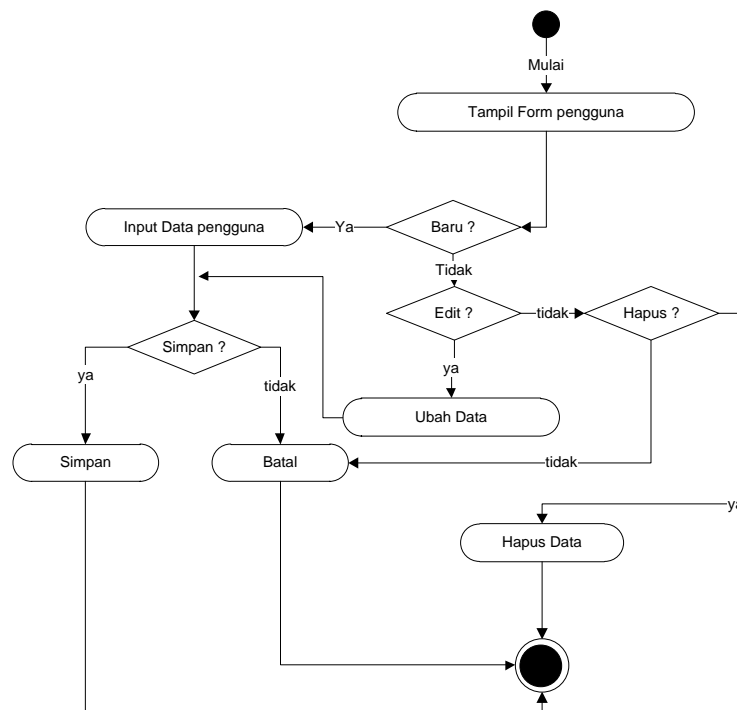 Mulai
Tampil Form pengguna
Input Data pengguna
Ya
Baru ?
Tidak
Edit ?
tidak
Hapus ?
Simpan ?
ya
tidak
ya
Ubah Data
Simpan
Batal
tidak
ya
Hapus Data